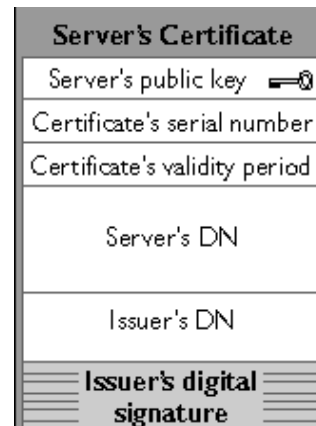 Server's Certificate
Server's public key
Certificate's serial number
Certificate's validity period
Server's DN
Issuer's DN
Issuer's digital
signature